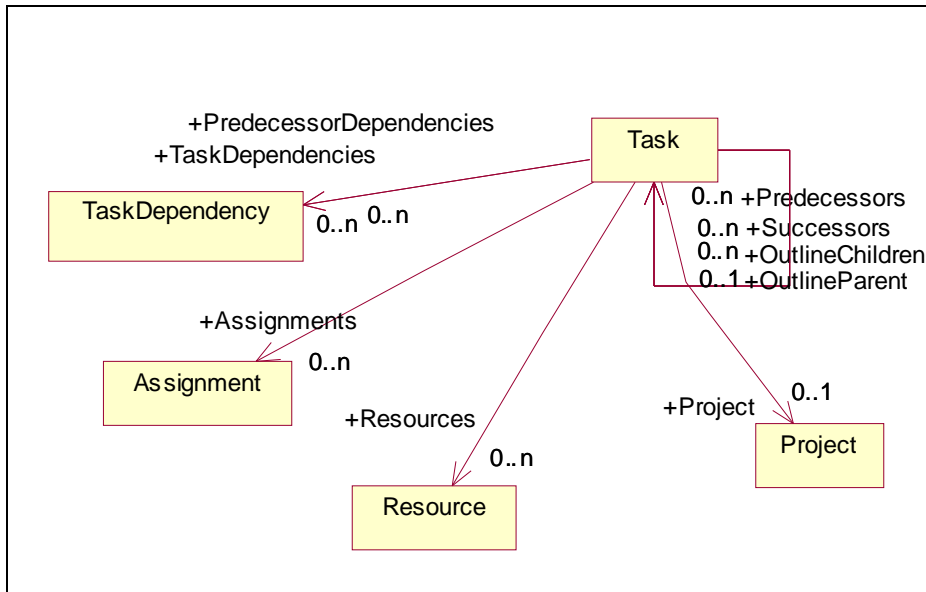 +PredecessorDependencies
Task
+TaskDependencies
TaskDependency
0..n 0..n
0..n +Predecessors
0..n +Successors
0..n +OutlineChildren
0..1 +OutlineParent
+Assignments
0..n
Assignment
+Resources
0..n
Resource
0..1
+Project
Project